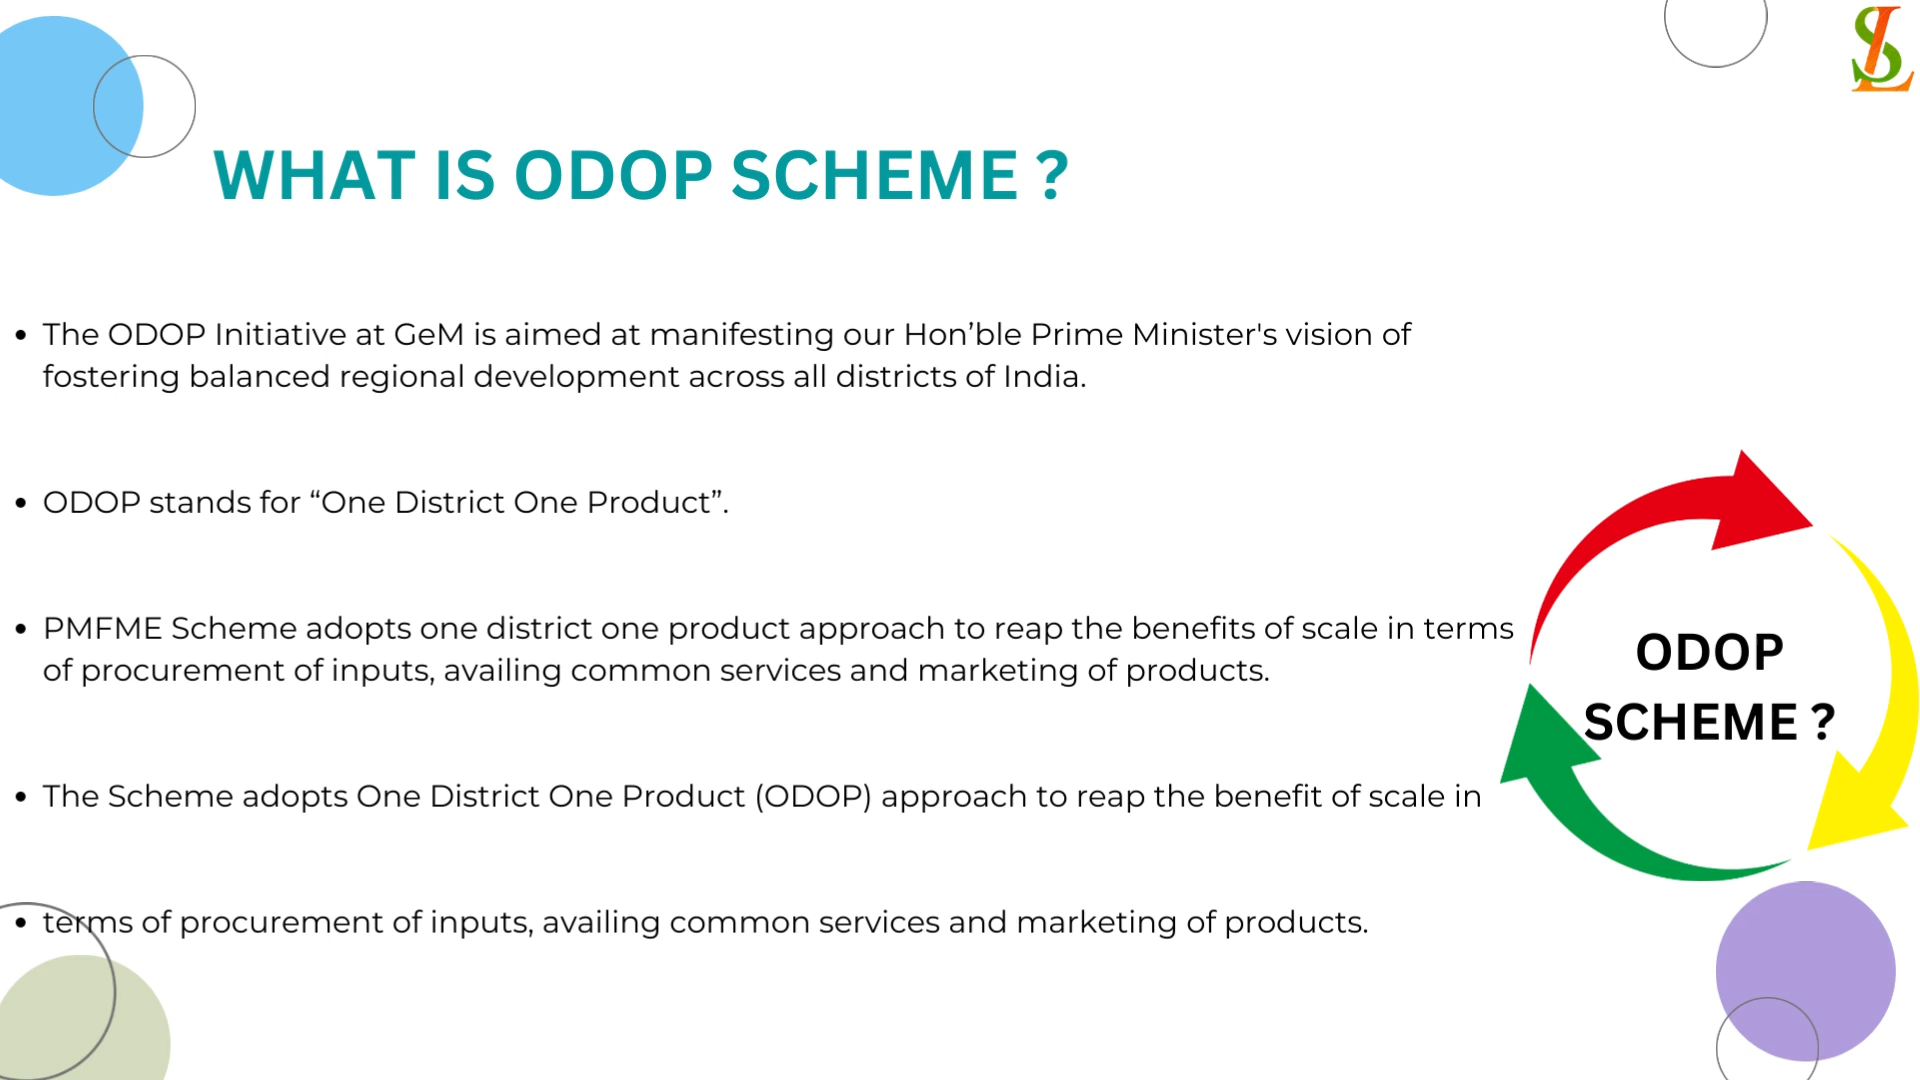 WHAT IS ODOP SCHEME ?
• The ODOP Initiative at GeM is aimed at manifesting our Hon’ble Prime Minister's vision of
fostering balanced regional development across all districts of India.
• ODOP stands for “One District One Product”.
• PMFME Scheme adopts one district one product approach to reap the benefits of scale in terms
of procurement of inputs, availing common services and marketing of products.
• The Scheme adopts One District One Product (ODOP) approach to reap the benefit of scale in
• terms of procurement of inputs, availing common services and marketing of products.
ODOP
SCHEME ?
SL